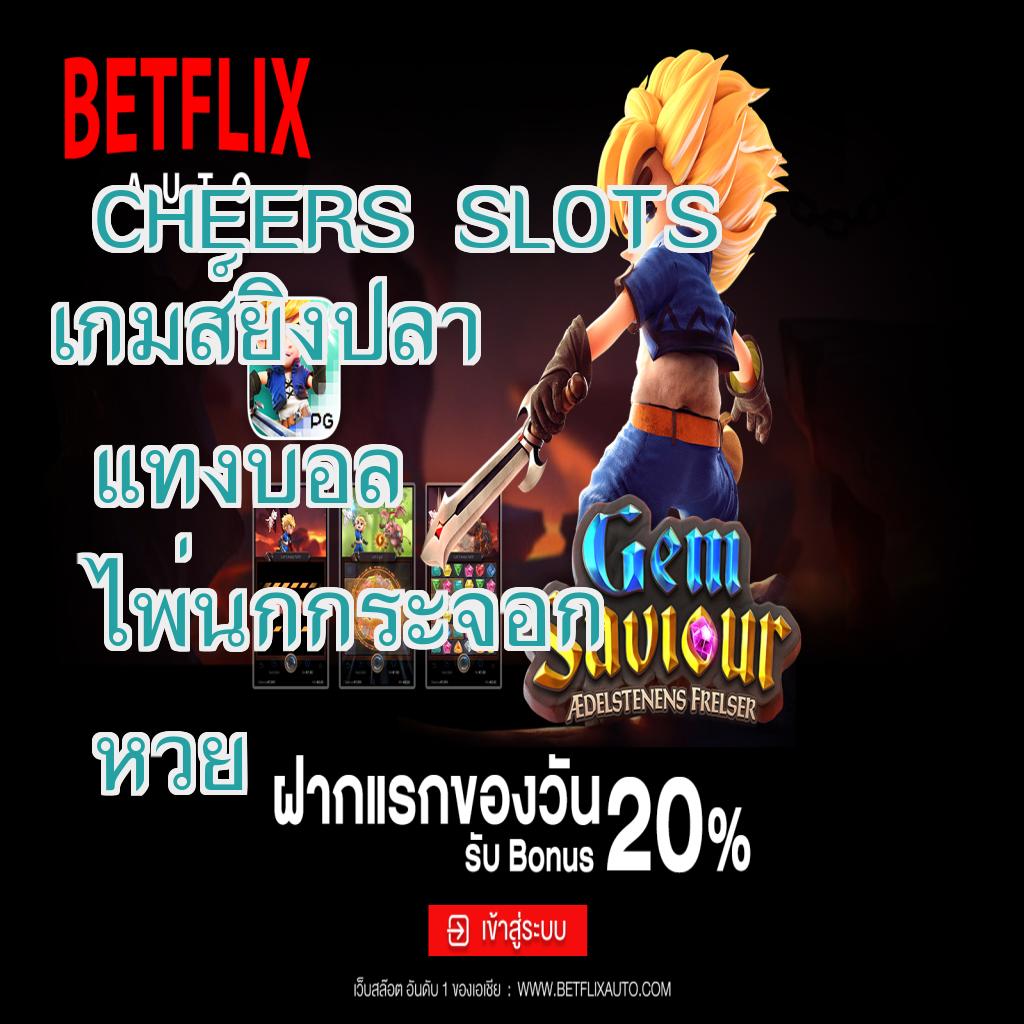 BETFLIX
AUTO
CHEERS SLOTS
เกมส์ยิงปลา
PG
แทงบอล
ไพ่นกกระจอก
Gem
Saviour
ÆDELSTENENS FRELSER
หวย
ฝากแรกของวัน
รับ Bonus 20%
เข้าสู่ระบบ
เว็บสล๊อต อันดับ 1 ของเอเชีย : WWW.BETFLIXAUTO.COM